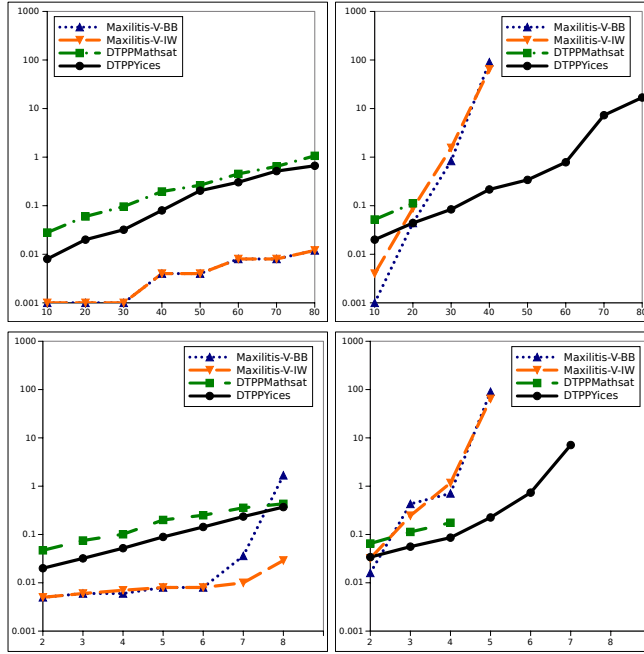 1000
100
10
1
0.1
0.01
0.001
10 20 30 40 50 60 70 80
Maxilitis-V-BB
Maxilitis-V-IW
DTPPMathsat
DTPPYices
1000
100
10
1
0.1
0.01
0.001
10 20 30 40 50 60 70 80
Maxilitis-V-BB
Maxilitis-V-IW
DTPPMathsat
DTPPYices
1000
100
10
1
0.1
0.01
0.001
2 3 4 5 6 7 8
Maxilitis-V-BB
Maxilitis-V-IW
DTPPMathsat
DTPPYices
1000
100
10
1
0.1
0.01
0.001
2 3 4 5 6 7 8
Maxilitis-V-BB
Maxilitis-V-IW
DTPPMathsat
DTPPYices